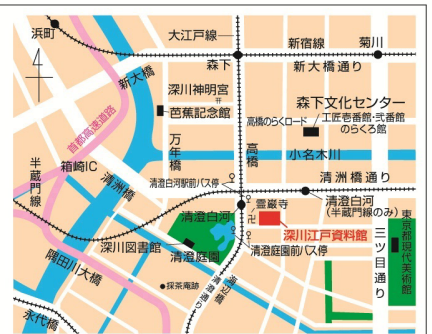 浜町
大江戸線
新宿線
菊川
森下
新大橋通り
新大橋
深川神明宮
芭蕉記念館
森下文化センター
工匠壱番館・弐番館
のらくろ館
高橋のらくロード
首都高速道路
万年橋
高橋
小名木川
半蔵門線
箱崎IC
清洲橋
清洲橋通り
清澄白河駅前バス停
清澄白河
清澄白河
(半蔵門線のみ)
霊巌寺
深川江戸資料館
深川図書館
清澄庭園
清澄庭園前バス停
三ツ目通り
東京都現代美術館
隅田川大橋
採荼庵跡
海辺橋
清澄通り
永代橋